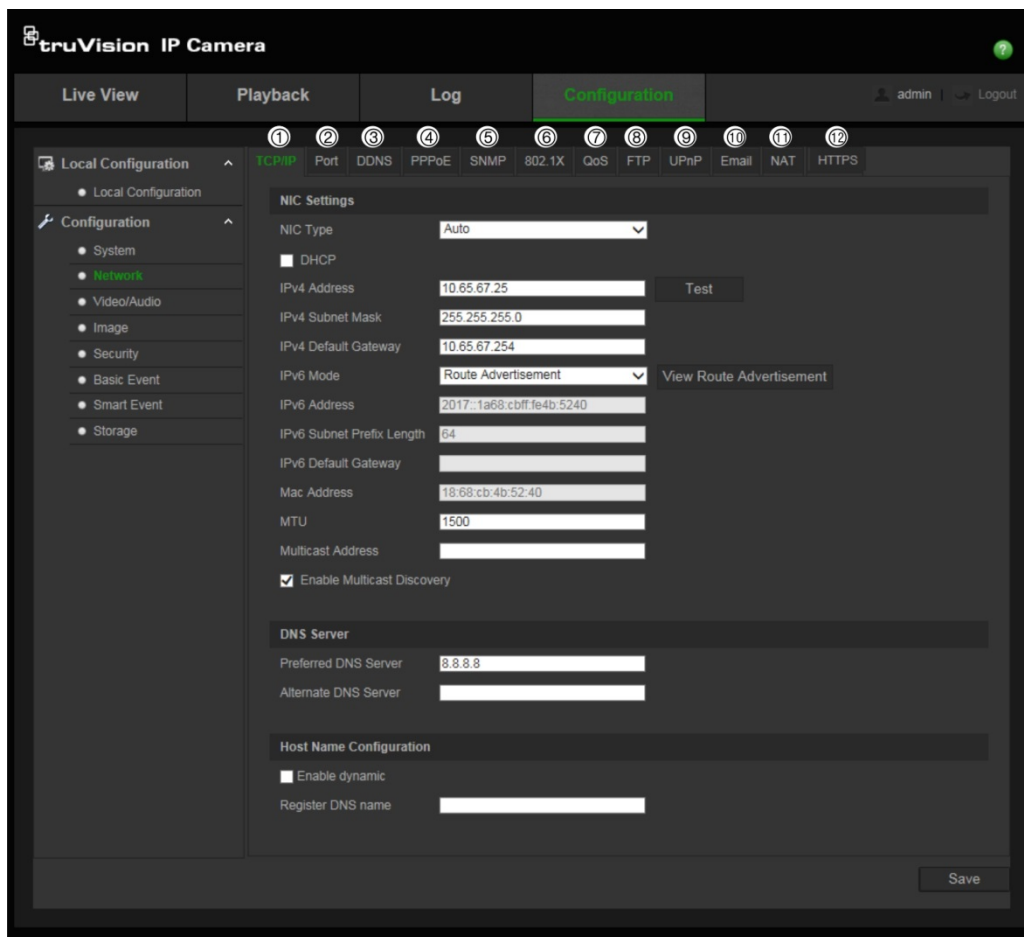 truVision IP Camera
?
Live View Playback Log Configuration admin | Logout
① ② ③ ④ ⑤ ⑥ ⑦ ⑧ ⑨ ⑩ ⑪ ⑫
TCP/IP Port DDNS PPPoE SNMP 802.1X QoS FTP UPnP Email NAT HTTPS
Local Configuration
Local Configuration
Configuration
System
Network
Video/Audio
Image
Security
Basic Event
Smart Event
Storage
NIC Settings
NIC Type Auto
DHCP
IPv4 Address 10.65.67.25 Test
IPv4 Subnet Mask 255.255.255.0
IPv4 Default Gateway 10.65.67.254
IPv6 Mode Route Advertisement View Route Advertisement
IPv6 Address 2017::1a68:cbff:fe4b:5240
IPv6 Subnet Prefix Length 64
IPv6 Default Gateway
Mac Address 18:68:cb:4b:52:40
MTU 1500
Multicast Address
Enable Multicast Discovery
DNS Server
Preferred DNS Server 8.8.8.8
Alternate DNS Server
Host Name Configuration
Enable dynamic
Register DNS name
Save